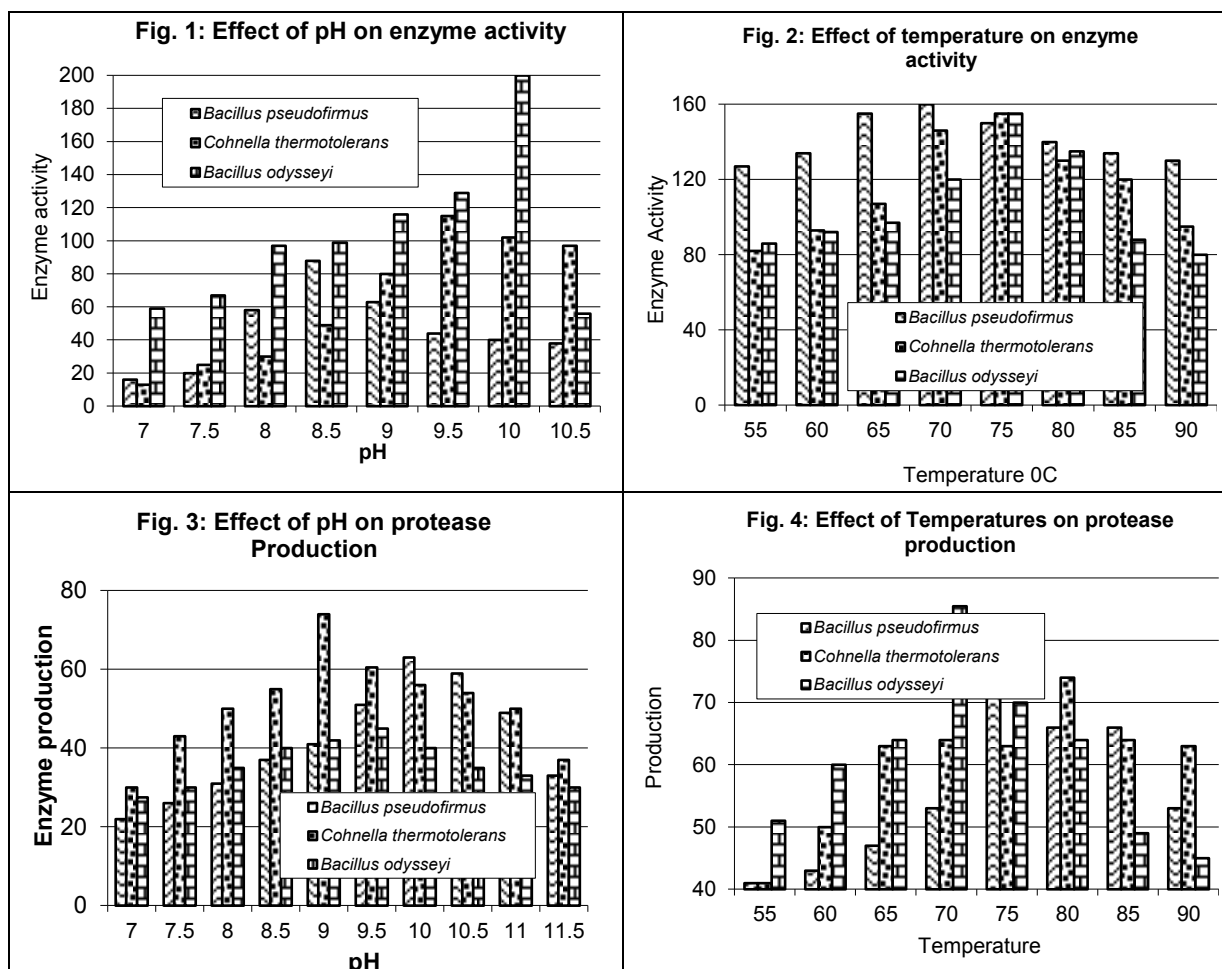 Fig. 1: Effect of pH on enzyme activity
Enzyme activity
200
180
160
140
120
100
80
60
40
20
0
Bacillus pseudofirmus
Cohnella thermotolerans
Bacillus odysseyi
7 7.5 8 8.5 9 9.5 10 10.5
pH
Fig. 2: Effect of temperature on enzyme
activity
Enzyme Activity
160
120
80
40
0
Bacillus pseudofirmus
Cohnella thermotolerans
Bacillus odysseyi
55 60 65 70 75 80 85 90
Temperature 0C
Fig. 3: Effect of pH on protease
Production
Enzyme production
80
60
40
20
0
Bacillus pseudofirmus
Cohnella thermotolerans
Bacillus odysseyi
7 7.5 8 8.5 9 9.5 10 10.5 11 11.5
pH
Fig. 4: Effect of Temperatures on protease
production
Production
90
80
70
60
50
40
Bacillus pseudofirmus
Cohnella thermotolerans
Bacillus odysseyi
55 60 65 70 75 80 85 90
Temperature